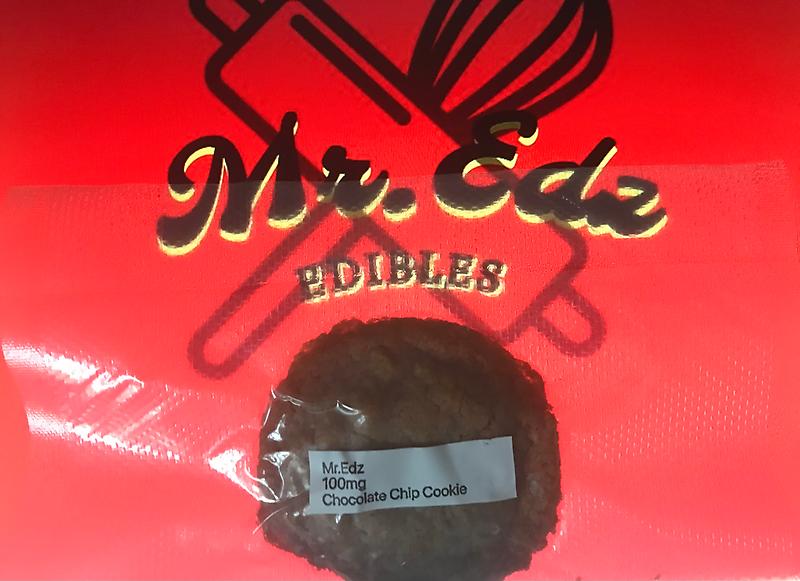 Mr. Edz
EDIBLES
Mr.Edz
100mg
Chocolate Chip Cookie